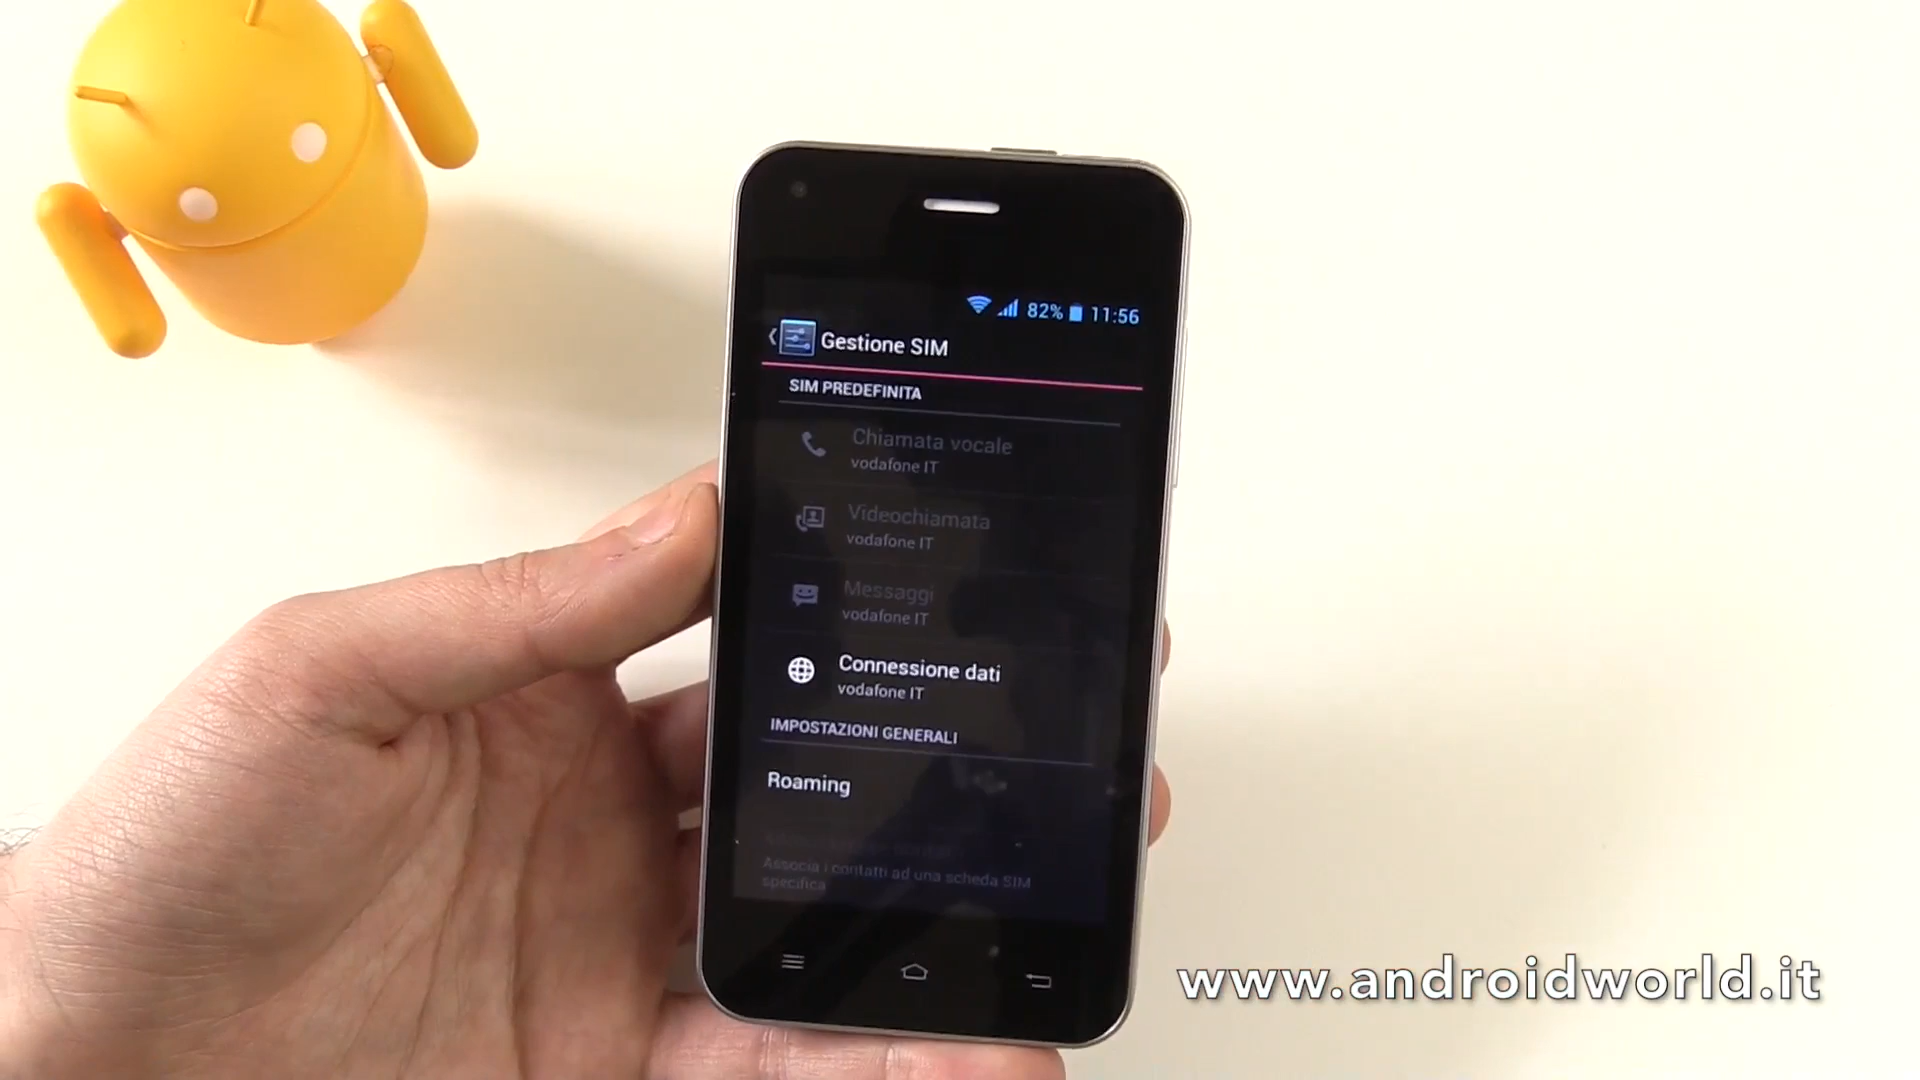 82% 11:56
Gestione SIM
SIM PREDEFINITA
Chiamata vocale
vodafone IT
Videochiamata
vodafone IT
Messaggi
vodafone IT
Connessione dati
vodafone IT
IMPOSTAZIONI GENERALI
Roaming
Associa i contatti ad una scheda SIM
specifica
www.androidworld.it